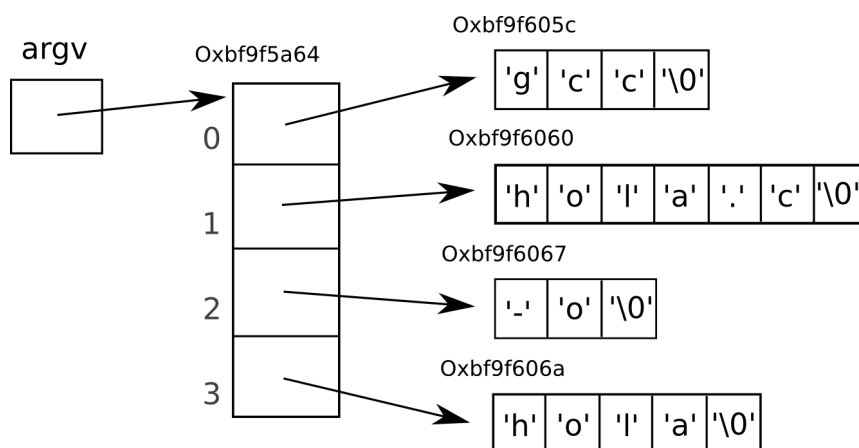 argv
Oxbf9f5a64
0
1
2
3
Oxbf9f605c
'g' 'c' 'c' '\0'
Oxbf9f6060
'h' 'o' 'l' 'a' '.' 'c' '\0'
Oxbf9f6067
'-' 'o' '\0'
Oxbf9f606a
'h' 'o' 'l' 'a' '\0'